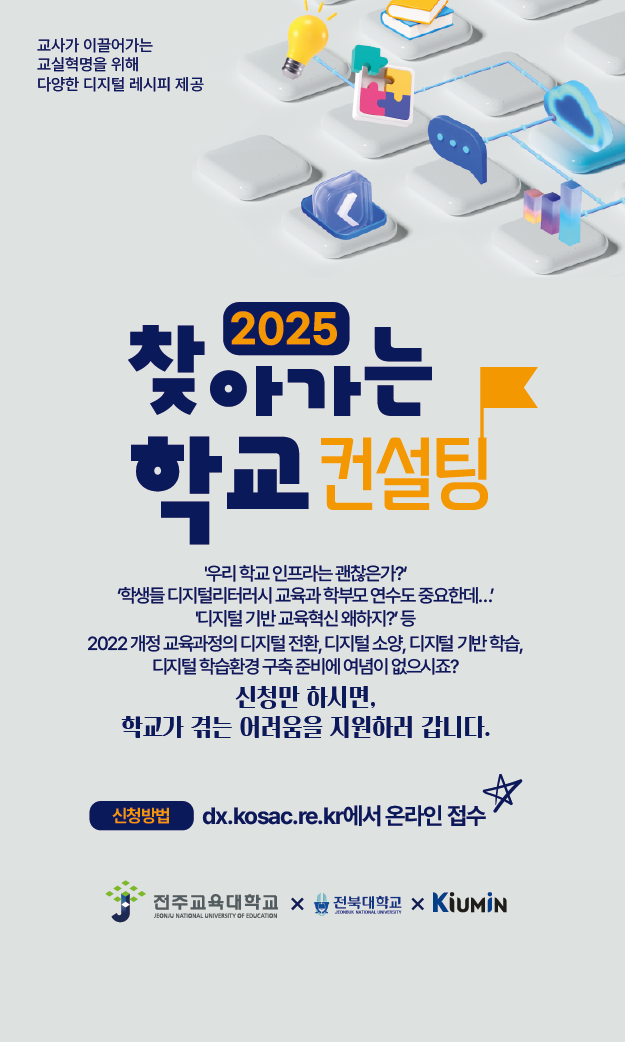 교사가 이끌어가는
교실혁명을 위해
다양한 디지털 레시피 제공
2025
찾아가는
학교 컨설팅
'우리 학교 인프라는 괜찮은가?'
'학생들 디지털리터러시 교육과 학부모 연수도 중요한데...!'
'디지털 기반 교육혁신 왜하지?' 등
2022 개정 교육과정의 디지털 전환, 디지털 소양, 디지털 기반 학습,
디지털 학습환경 구축 준비에 여념이 없으시죠?
신청만 하시면,
학교가 겪는 어려움을 지원하러 갑니다.
신청방법 dx.kosac.re.kr에서 온라인 접수
전주교육대학교 × 전북대학교 × KiUMiN
JEONJU NATIONAL UNIVERSITY OF EDUCATION JEONBUK NATIONAL UNIVERSITY